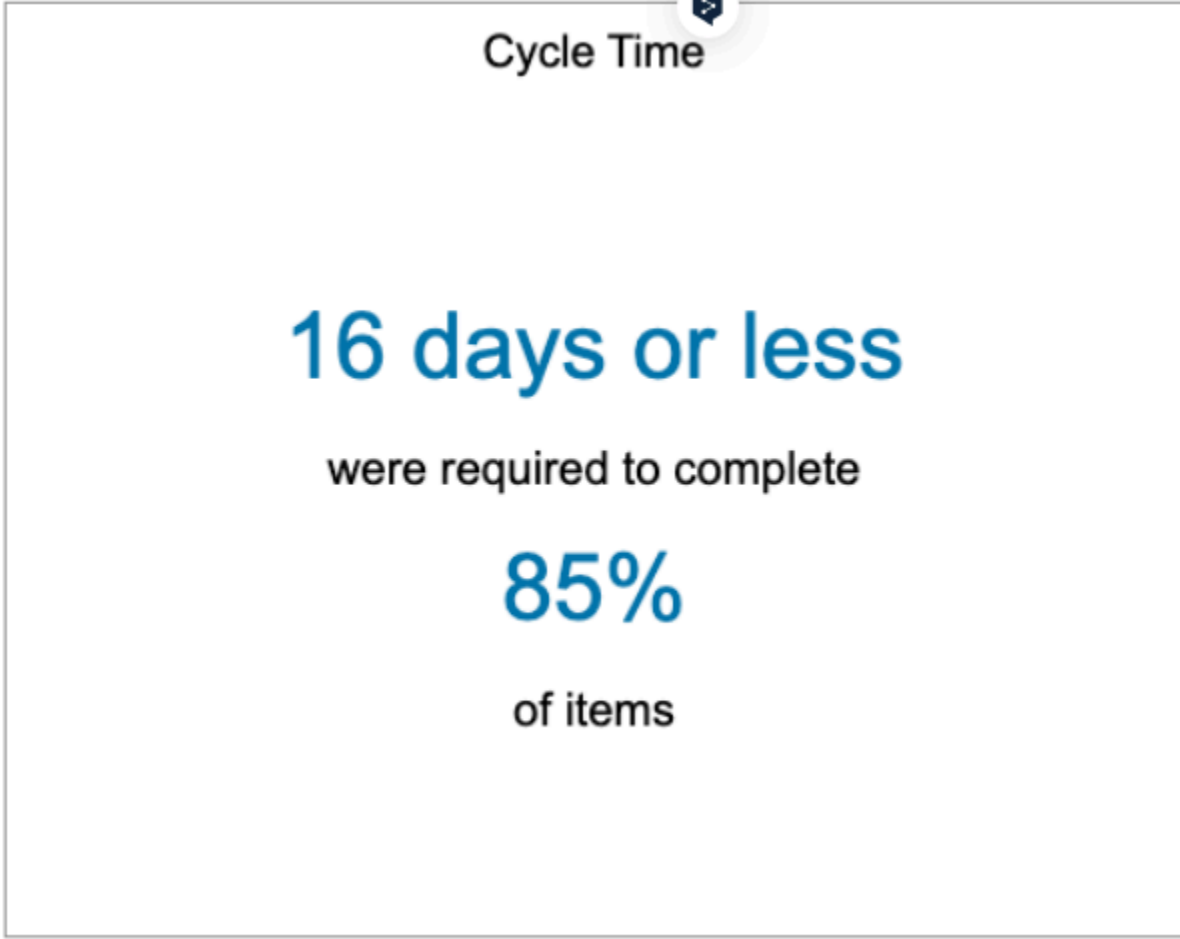 Cycle Time
16 days or less
were required to complete
85%
of items